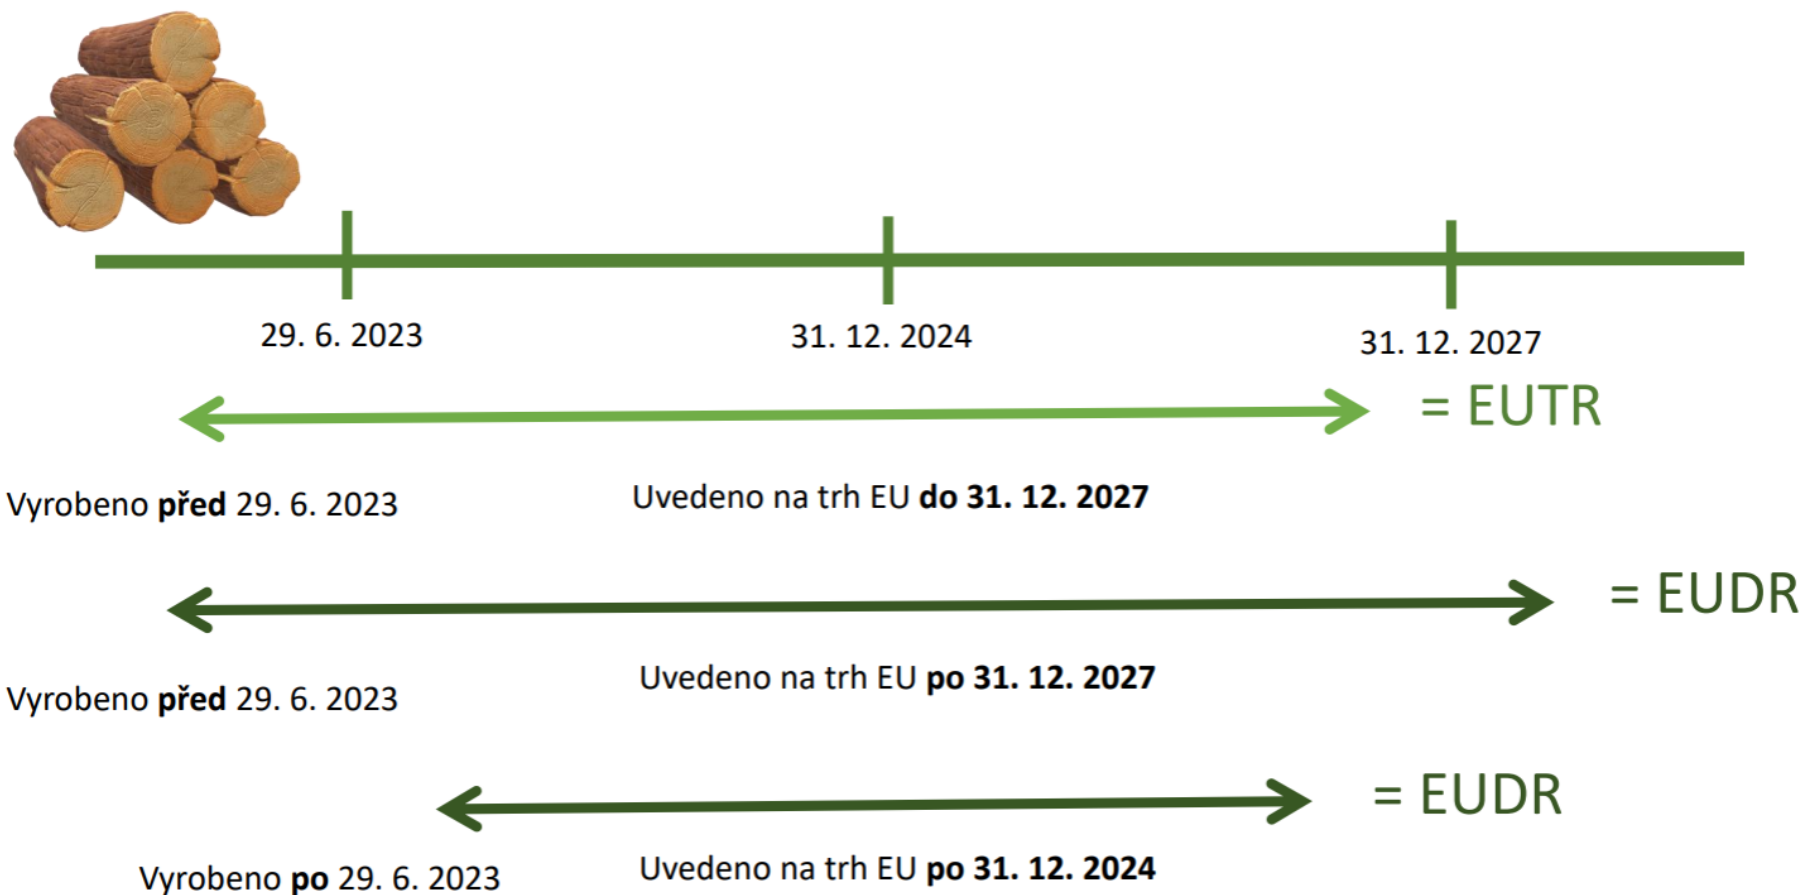 29. 6. 2023
31. 12. 2024
31. 12. 2027
= EUTR
Vyrobeno před 29. 6. 2023
Uvedeno na trh EU do 31. 12. 2027
= EUDR
Vyrobeno před 29. 6. 2023
Uvedeno na trh EU po 31. 12. 2027
= EUDR
Vyrobeno po 29. 6. 2023
Uvedeno na trh EU po 31. 12. 2024